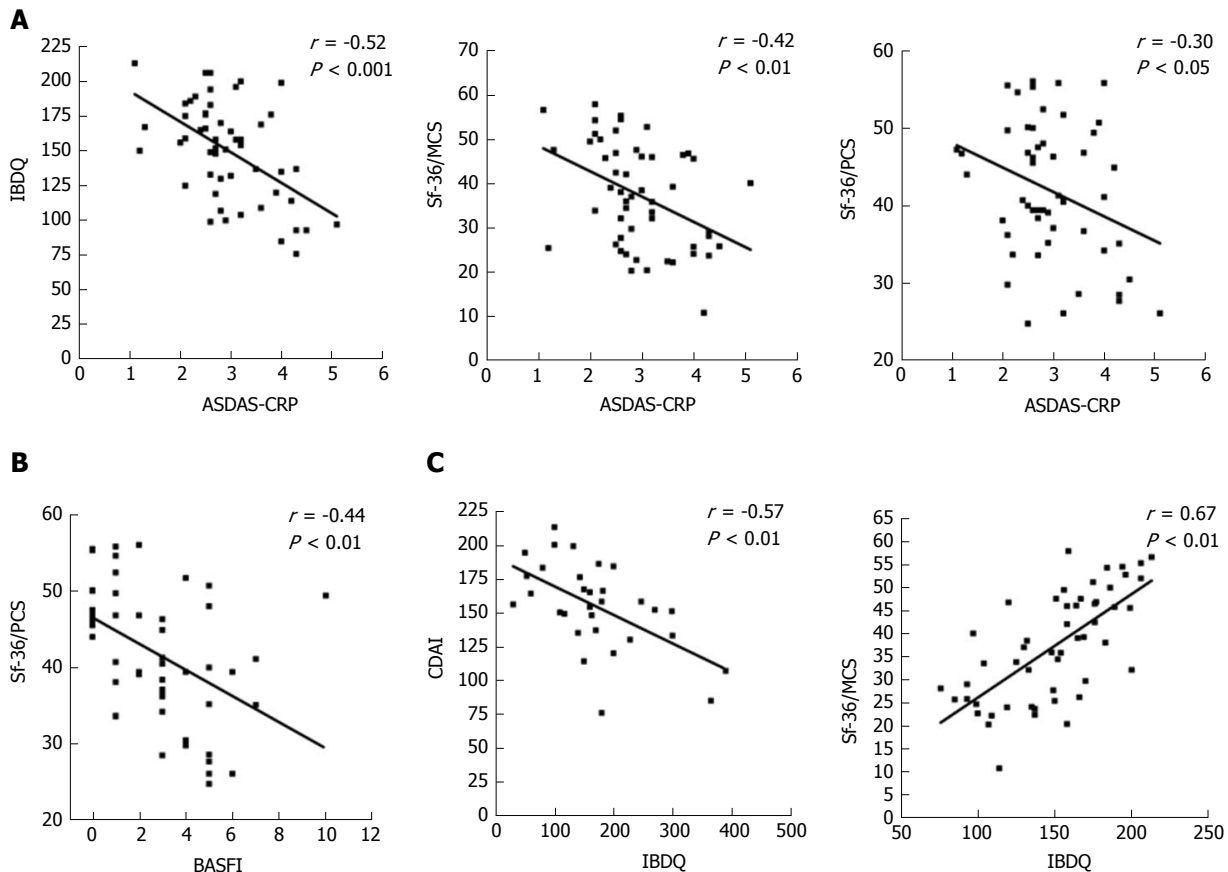 A
r = -0.52
P < 0.001
225
200
175
150
125
100
75
50
25
0
IBDQ
0 1 2 3 4 5 6
ASDAS-CRP
r = -0.42
P < 0.01
70
60
50
40
30
20
10
0
Sf-36/MCS
0 1 2 3 4 5 6
ASDAS-CRP
r = -0.30
P < 0.05
60
50
40
30
20
Sf-36/PCS
0 1 2 3 4 5 6
ASDAS-CRP
B
r = -0.44
P < 0.01
60
50
40
30
20
Sf-36/PCS
0 2 4 6 8 10 12
BASFI
C
r = -0.57
P < 0.01
225
200
175
150
125
100
75
50
25
0
CDAI
0 100 200 300 400 500
IBDQ
r = 0.67
P < 0.01
65
60
55
50
45
40
35
30
25
20
15
10
5
0
Sf-36/MCS
50 100 150 200 250
IBDQ